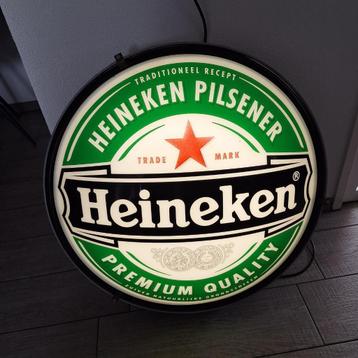 TRADITIONEEL RECEPT
HEINEKEN PILSENER
TRADE MARK
Heineken®
PREMIUM QUALITY